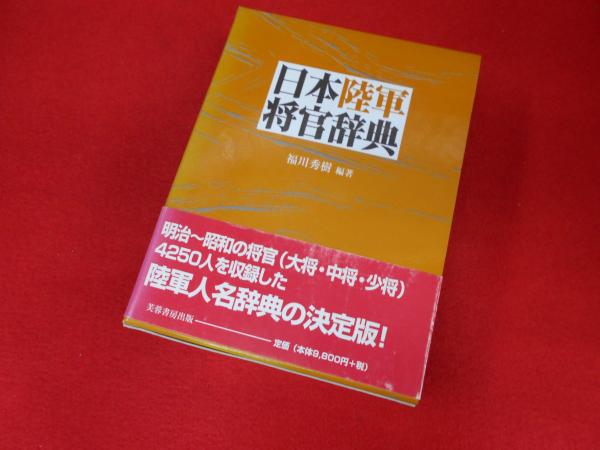 日本陸軍
将官辞典
福川秀樹 編著
明治〜昭和の将官(大将・中将・少将)
4250人を収録した
陸軍人名辞典の決定版!
芙蓉書房出版
定価(本体9,800円+税)